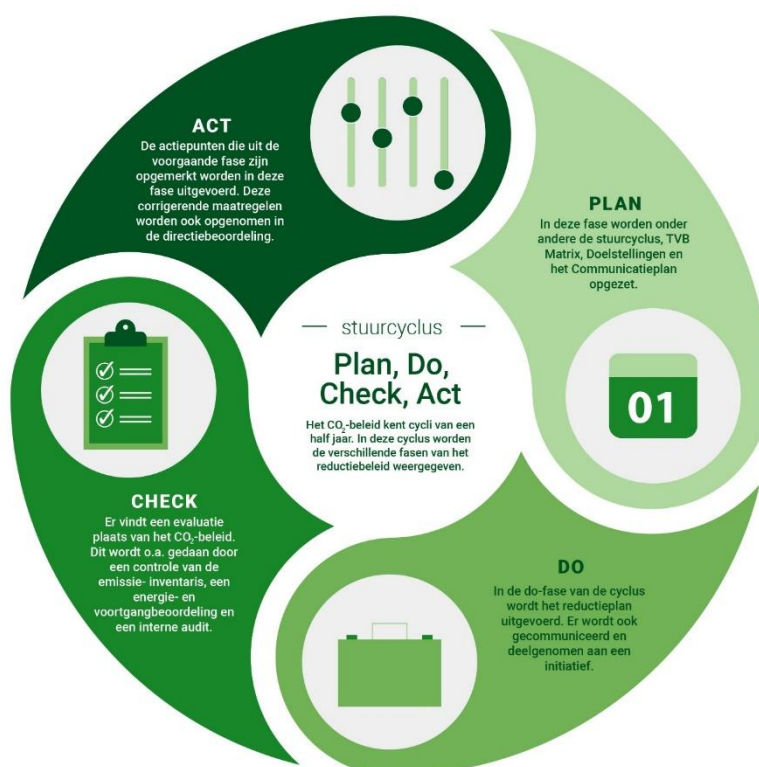 ACT
De actiepunten die uit de
voorgaande fase zijn
opgemerkt worden in deze
fase uitgevoerd. Deze
corrigerende maatregelen
worden ook opgenomen in
de directiebeoordeling.
PLAN
In deze fase worden onder
andere de stuurcyclus, TVB
Matrix, Doelstellingen en
het Communicatieplan
opgezet.
01
stuurcyclus
Plan, Do,
Check, Act
Het CO₂-beleid kent cycli van een
half jaar. In deze cyclus worden
de verschillende fasen van het
reductiebeleid weergegeven.
CHECK
Er vindt een evaluatie
plaats van het CO₂-beleid.
Dit wordt o.a. gedaan door
een controle van de
emissie- inventaris, een
energie- en
voortgangbeoordeling en
een interne audit.
DO
In de do-fase van de cyclus
wordt het reductieplan
uitgevoerd. Er wordt ook
gecommuniceerd en
deelgenomen aan een
initiatief.